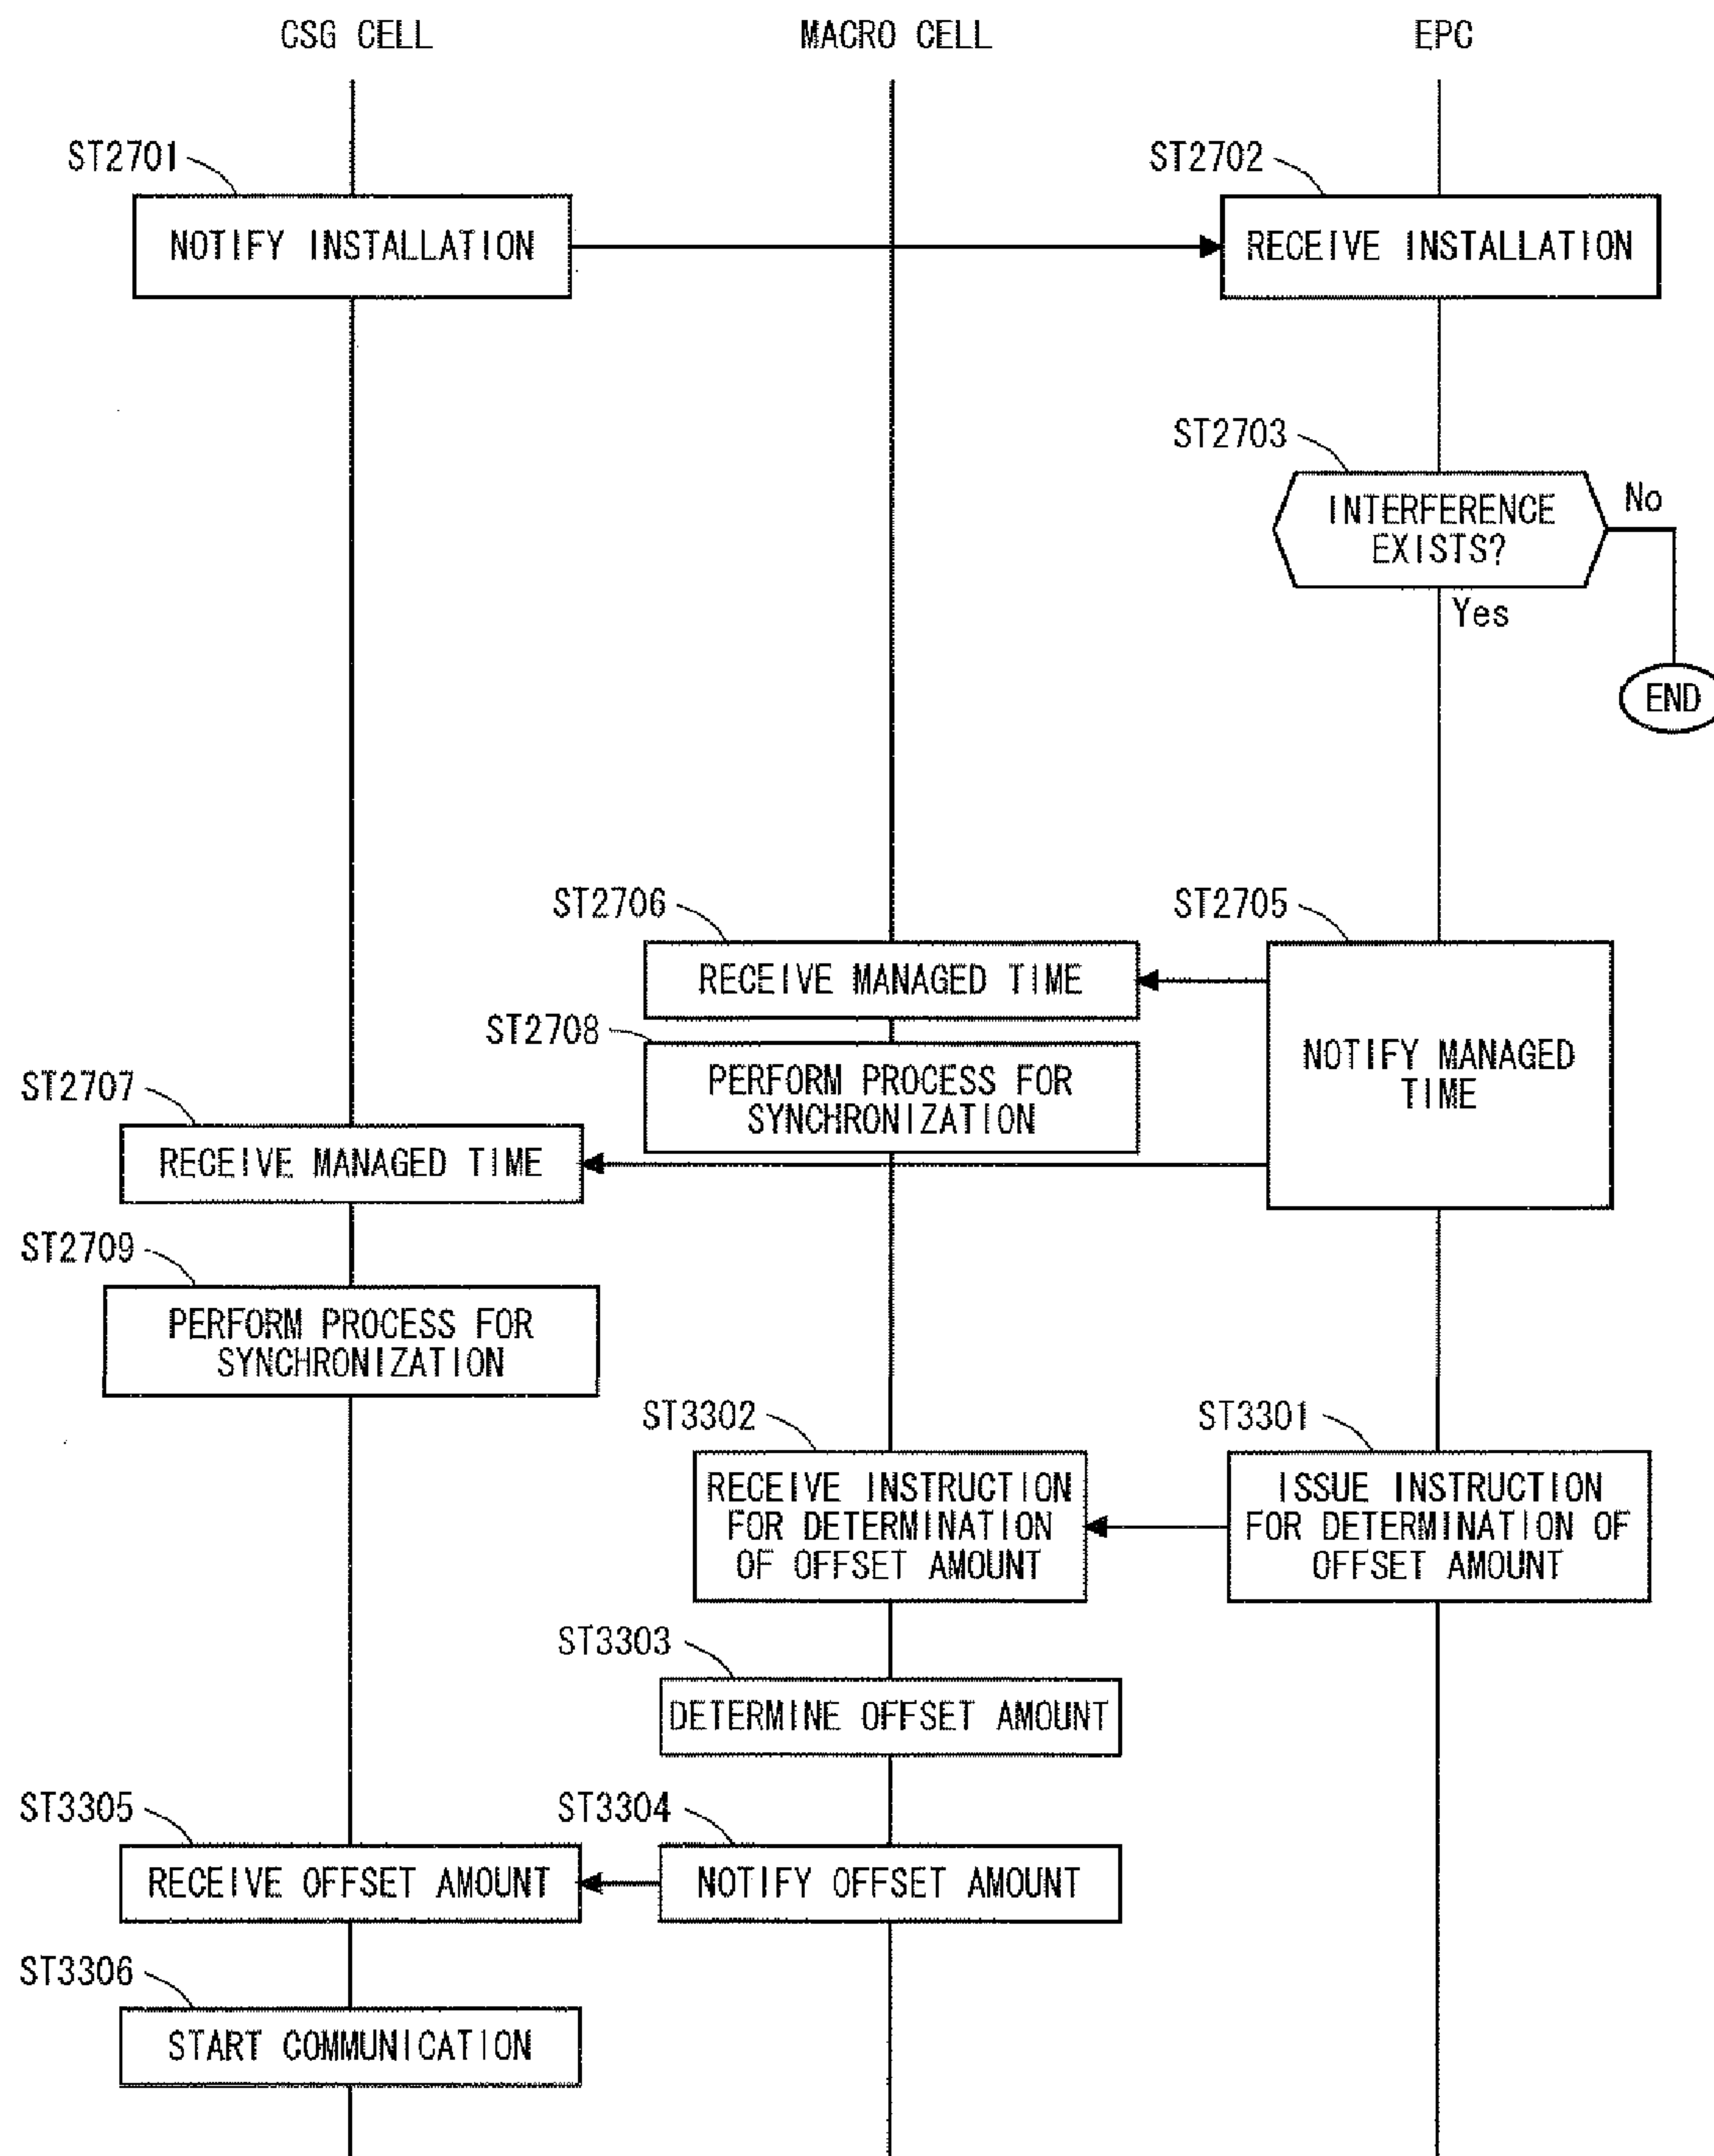 CSG CELL
MACRO CELL
EPC
ST2701
ST2702
NOTIFY INSTALLATION
RECEIVE INSTALLATION
ST2703
INTERFERENCE
EXISTS?
No
Yes
END
ST2706
ST2705
RECEIVE MANAGED TIME
NOTIFY MANAGED
TIME
ST2708
PERFORM PROCESS FOR
SYNCHRONIZATION
ST2707
RECEIVE MANAGED TIME
ST2709
PERFORM PROCESS FOR
SYNCHRONIZATION
ST3302
ST3301
RECEIVE INSTRUCTION
FOR DETERMINATION
OF OFFSET AMOUNT
ISSUE INSTRUCTION
FOR DETERMINATION OF
OFFSET AMOUNT
ST3303
DETERMINE OFFSET AMOUNT
ST3305
ST3304
RECEIVE OFFSET AMOUNT
NOTIFY OFFSET AMOUNT
ST3306
START COMMUNICATION